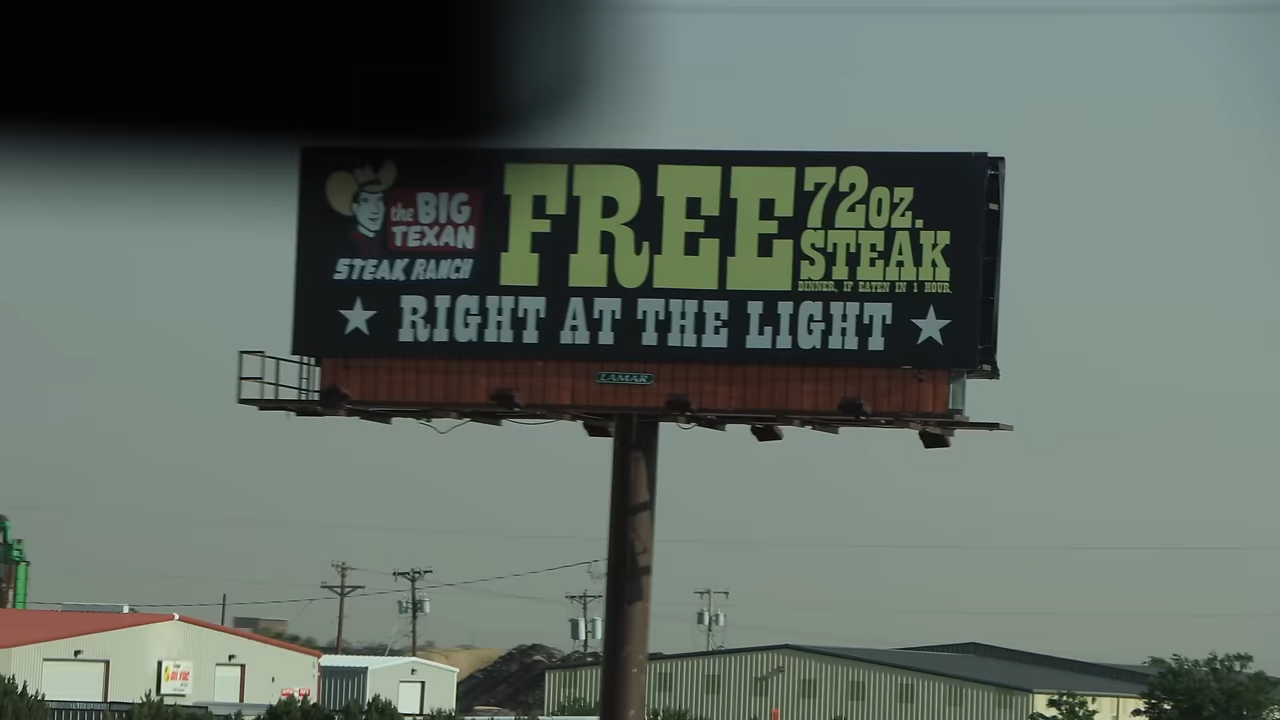 the BIG
TEXAN
STEAK RANCH
FREE
72oz.
STEAK
DINNER, IF EATEN IN 1 HOUR.
RIGHT AT THE LIGHT
LAMAR